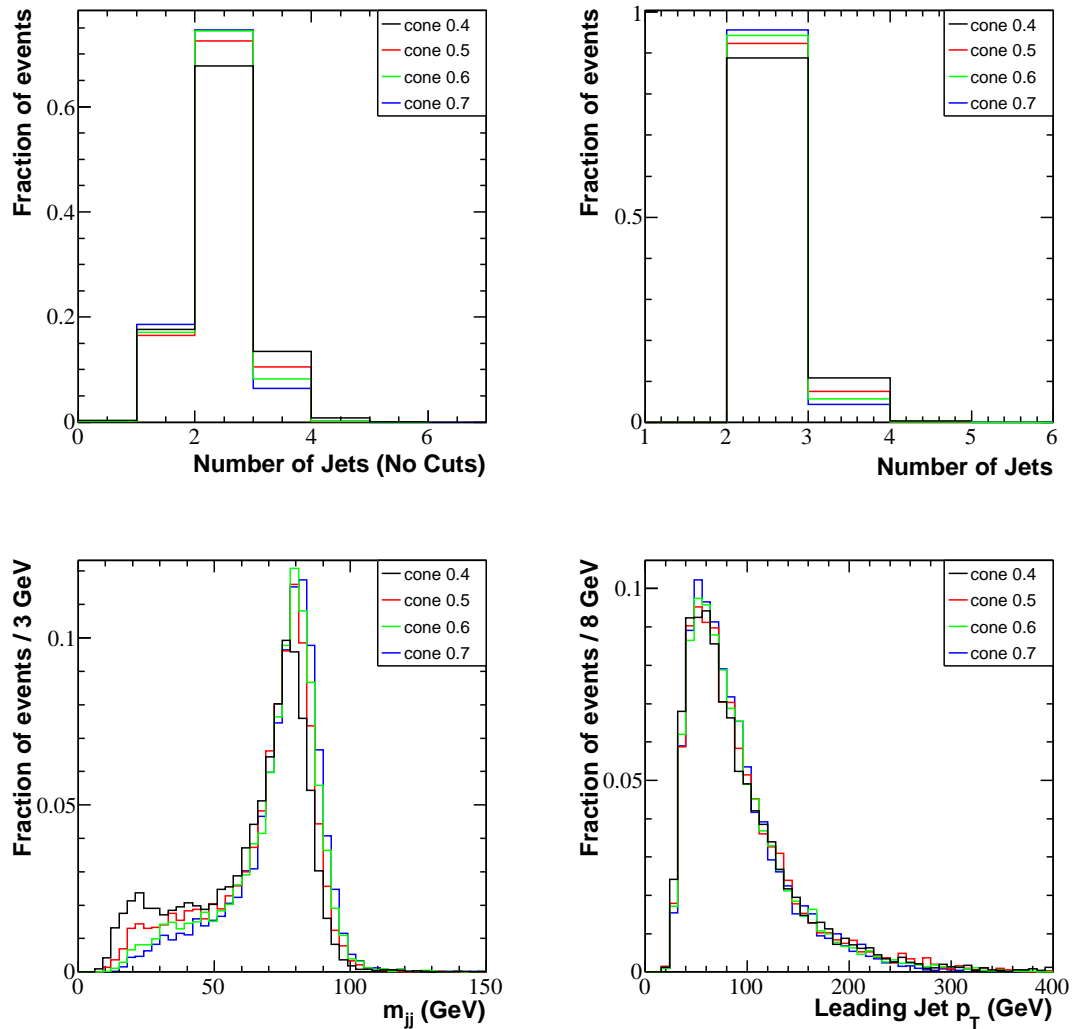 Fraction of events
0.6
0.4
0.2
0
cone 0.4
cone 0.5
cone 0.6
cone 0.7
0 2 4 6
Number of Jets (No Cuts)
Fraction of events
1
0.5
0
cone 0.4
cone 0.5
cone 0.6
cone 0.7
1 2 3 4 5 6
Number of Jets
Fraction of events / 3 GeV
0.1
0.05
0
cone 0.4
cone 0.5
cone 0.6
cone 0.7
0 50 100 150
m_jj (GeV)
Fraction of events / 8 GeV
0.1
0.05
0
cone 0.4
cone 0.5
cone 0.6
cone 0.7
0 100 200 300 400
Leading Jet p_T (GeV)